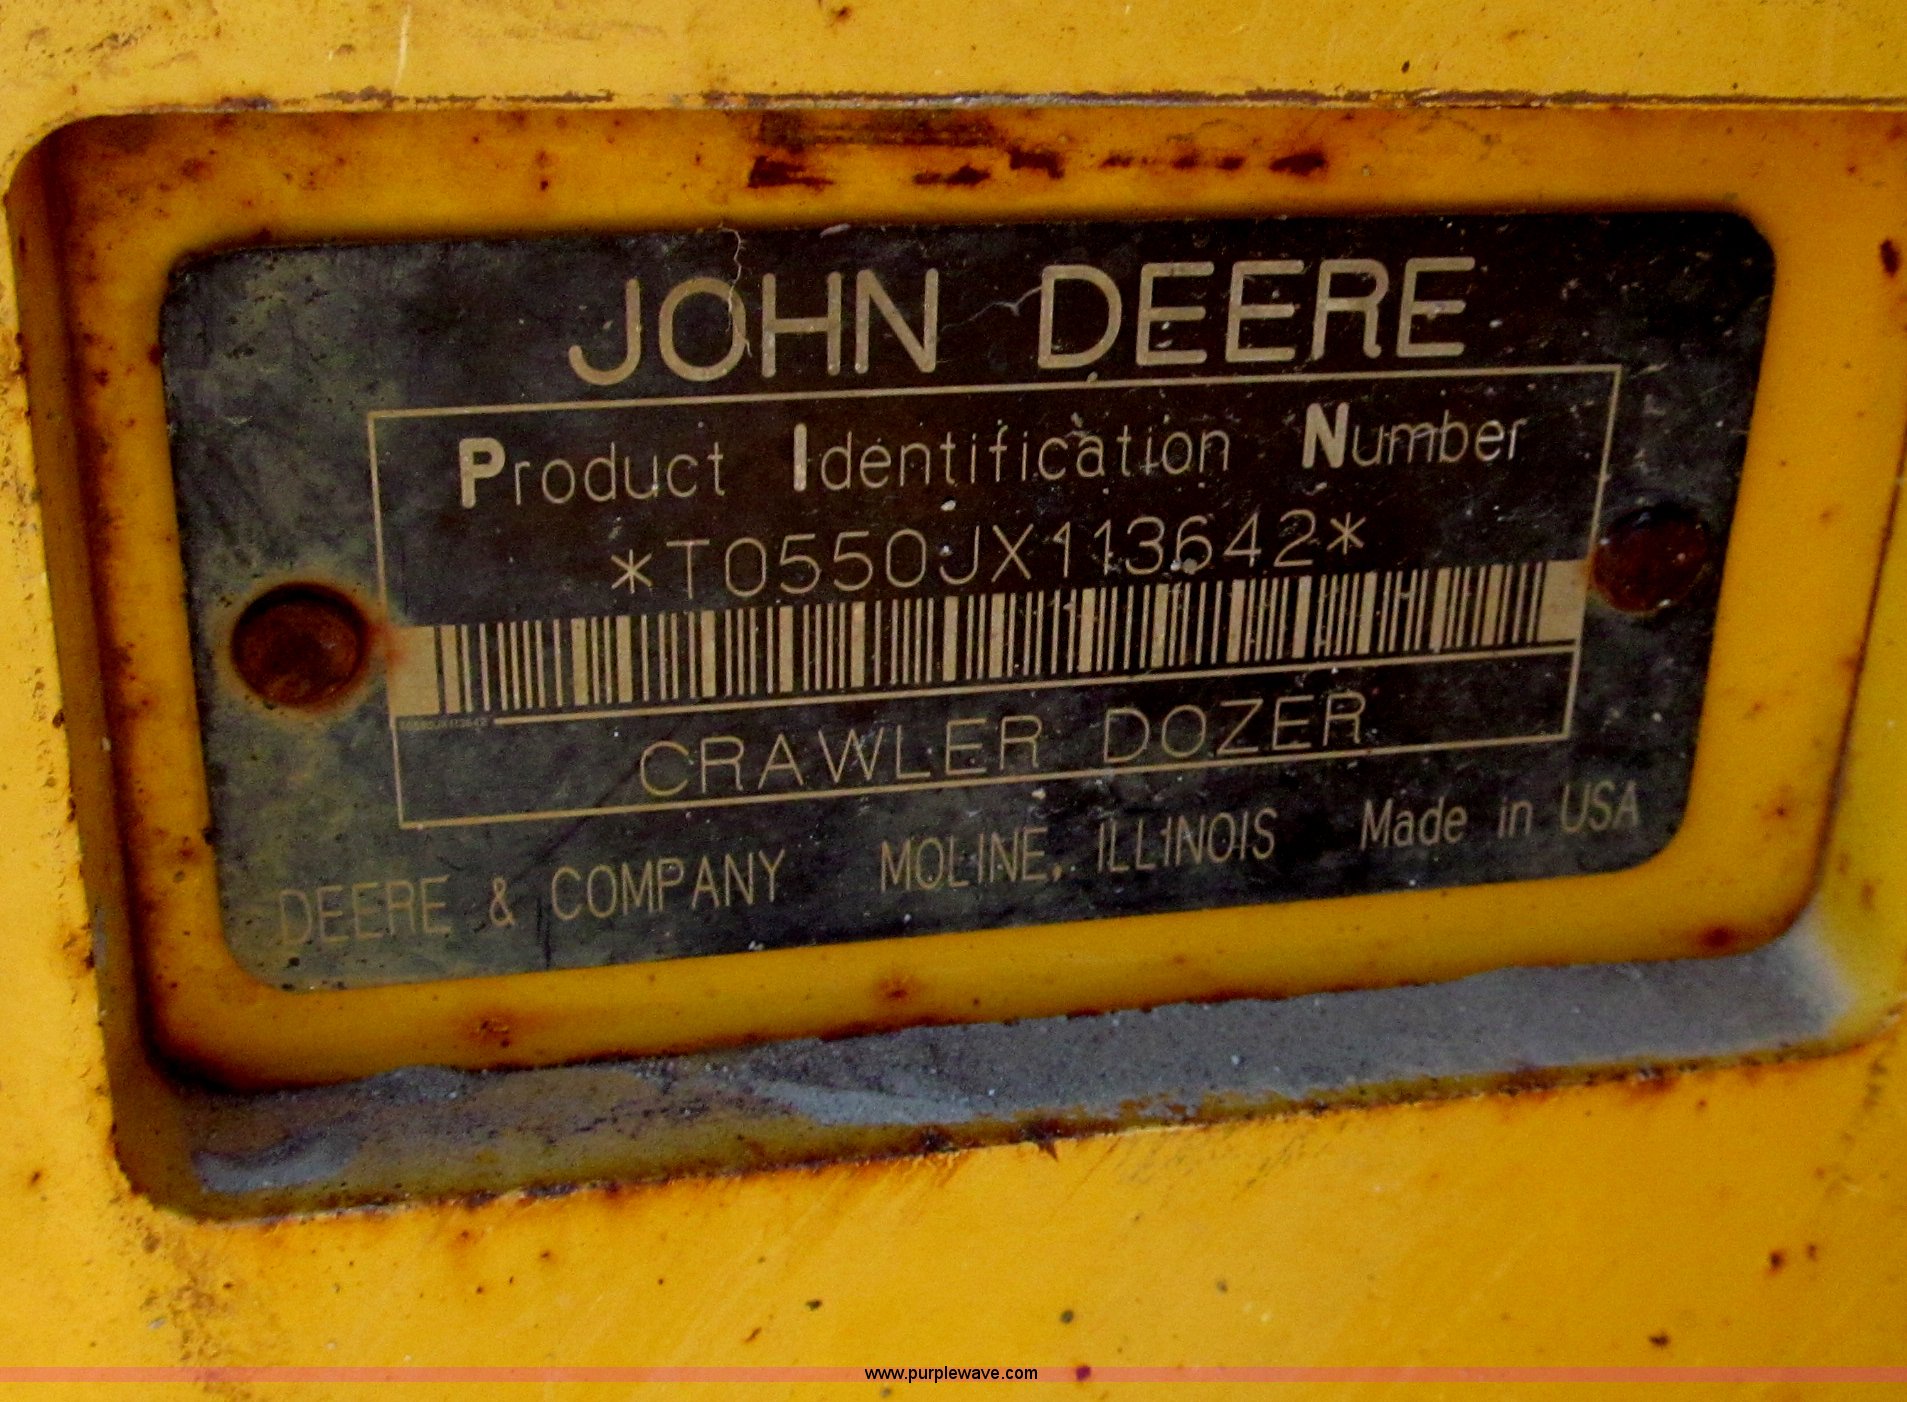 JOHN DEERE
Product Identification Number
*T0550JX113642*
CRAWLER DOZER
DEERE & COMPANY MOLINE, ILLINOIS Made in USA
www.purplewave.com